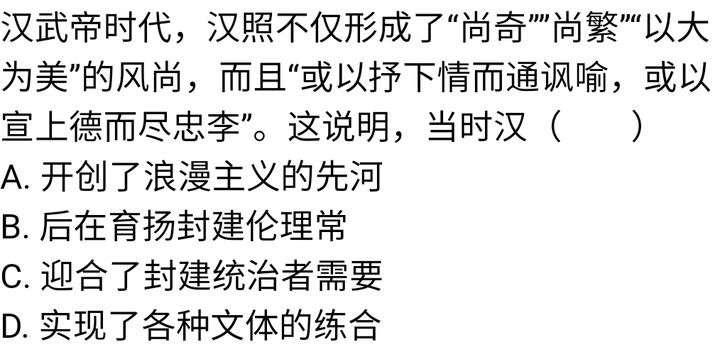 汉武帝时代，汉照不仅形成了“尚奇”“尚繁”“以大
为美”的风尚，而且“或以抒下情而通讽喻，或以
宣上德而尽忠李”。这说明，当时汉（　　）
A. 开创了浪漫主义的先河
B. 后在育扬封建伦理常
C. 迎合了封建统治者需要
D. 实现了各种文体的练合